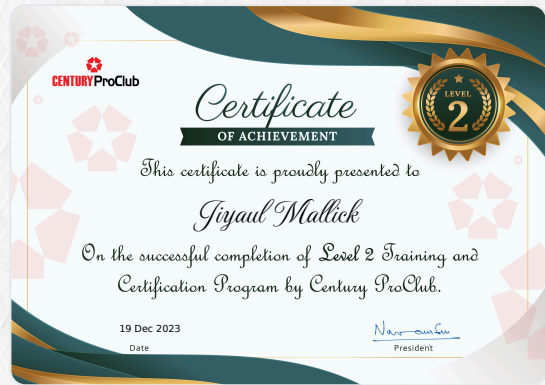 CENTURY ProClub
Certificate
OF ACHIEVEMENT
LEVEL
2
This certificate is proudly presented to
Jiyaul Mallick
On the successful completion of Level 2 Training and
Certification Program by Century ProClub.
19 Dec 2023
Date
President